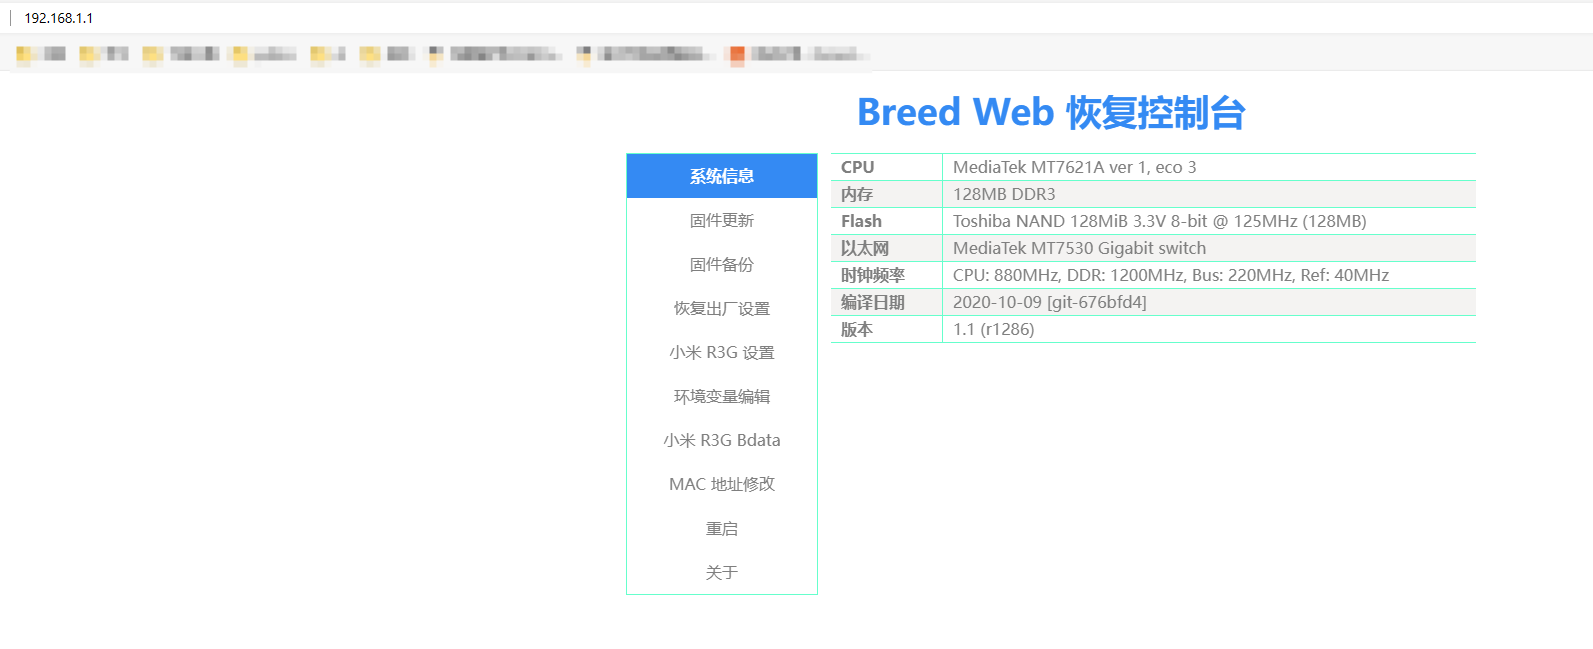 192.168.1.1
Breed Web 恢复控制台
系统信息
固件更新
固件备份
恢复出厂设置
小米 R3G 设置
环境变量编辑
小米 R3G Bdata
MAC 地址修改
重启
关于
CPU MediaTek MT7621A ver 1, eco 3
内存 128MB DDR3
Flash Toshiba NAND 128MiB 3.3V 8-bit @ 125MHz (128MB)
以太网 MediaTek MT7530 Gigabit switch
时钟频率 CPU: 880MHz, DDR: 1200MHz, Bus: 220MHz, Ref: 40MHz
编译日期 2020-10-09 [git-676bfd4]
版本 1.1 (r1286)